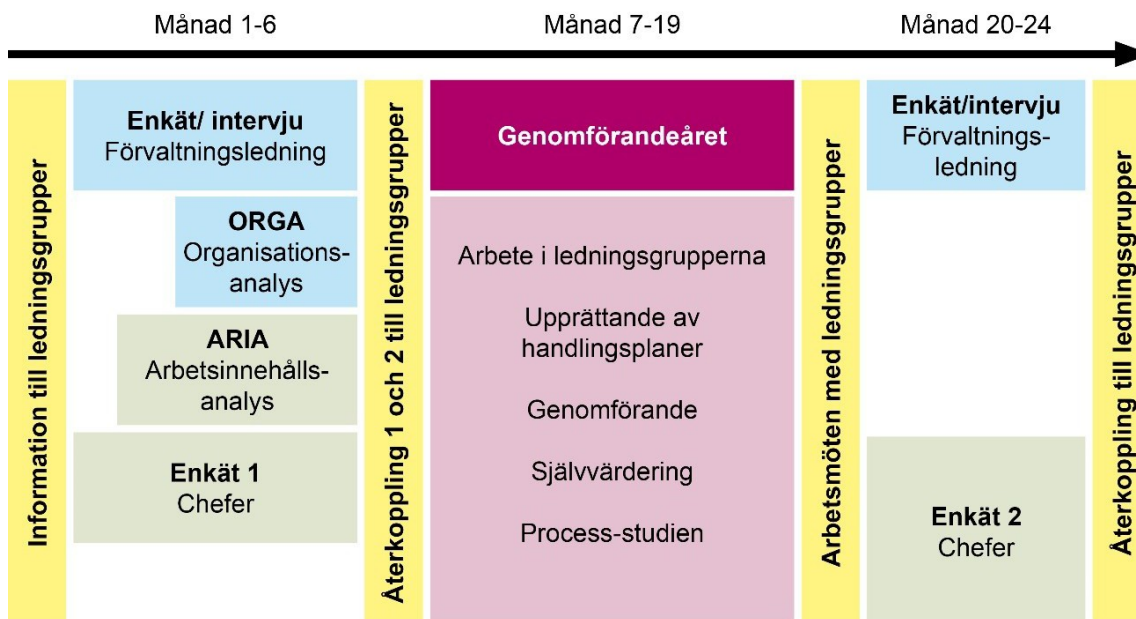 Månad 1-6
Månad 7-19
Månad 20-24
Information till ledningsgrupper
Enkät/ intervju
Förvaltningsledning
ORGA
Organisations-
analys
ARIA
Arbetsinnehålls-
analys
Enkät 1
Chefer
Återkoppling 1 och 2 till ledningsgrupper
Genomförandeåret
Arbete i ledningsgrupperna
Upprättande av
handlingsplaner
Genomförande
Självvärdering
Process-studien
Arbetsmöten med ledningsgrupper
Enkät/intervju
Förvaltnings-
ledning
Enkät 2
Chefer
Återkoppling till ledningsgrupper